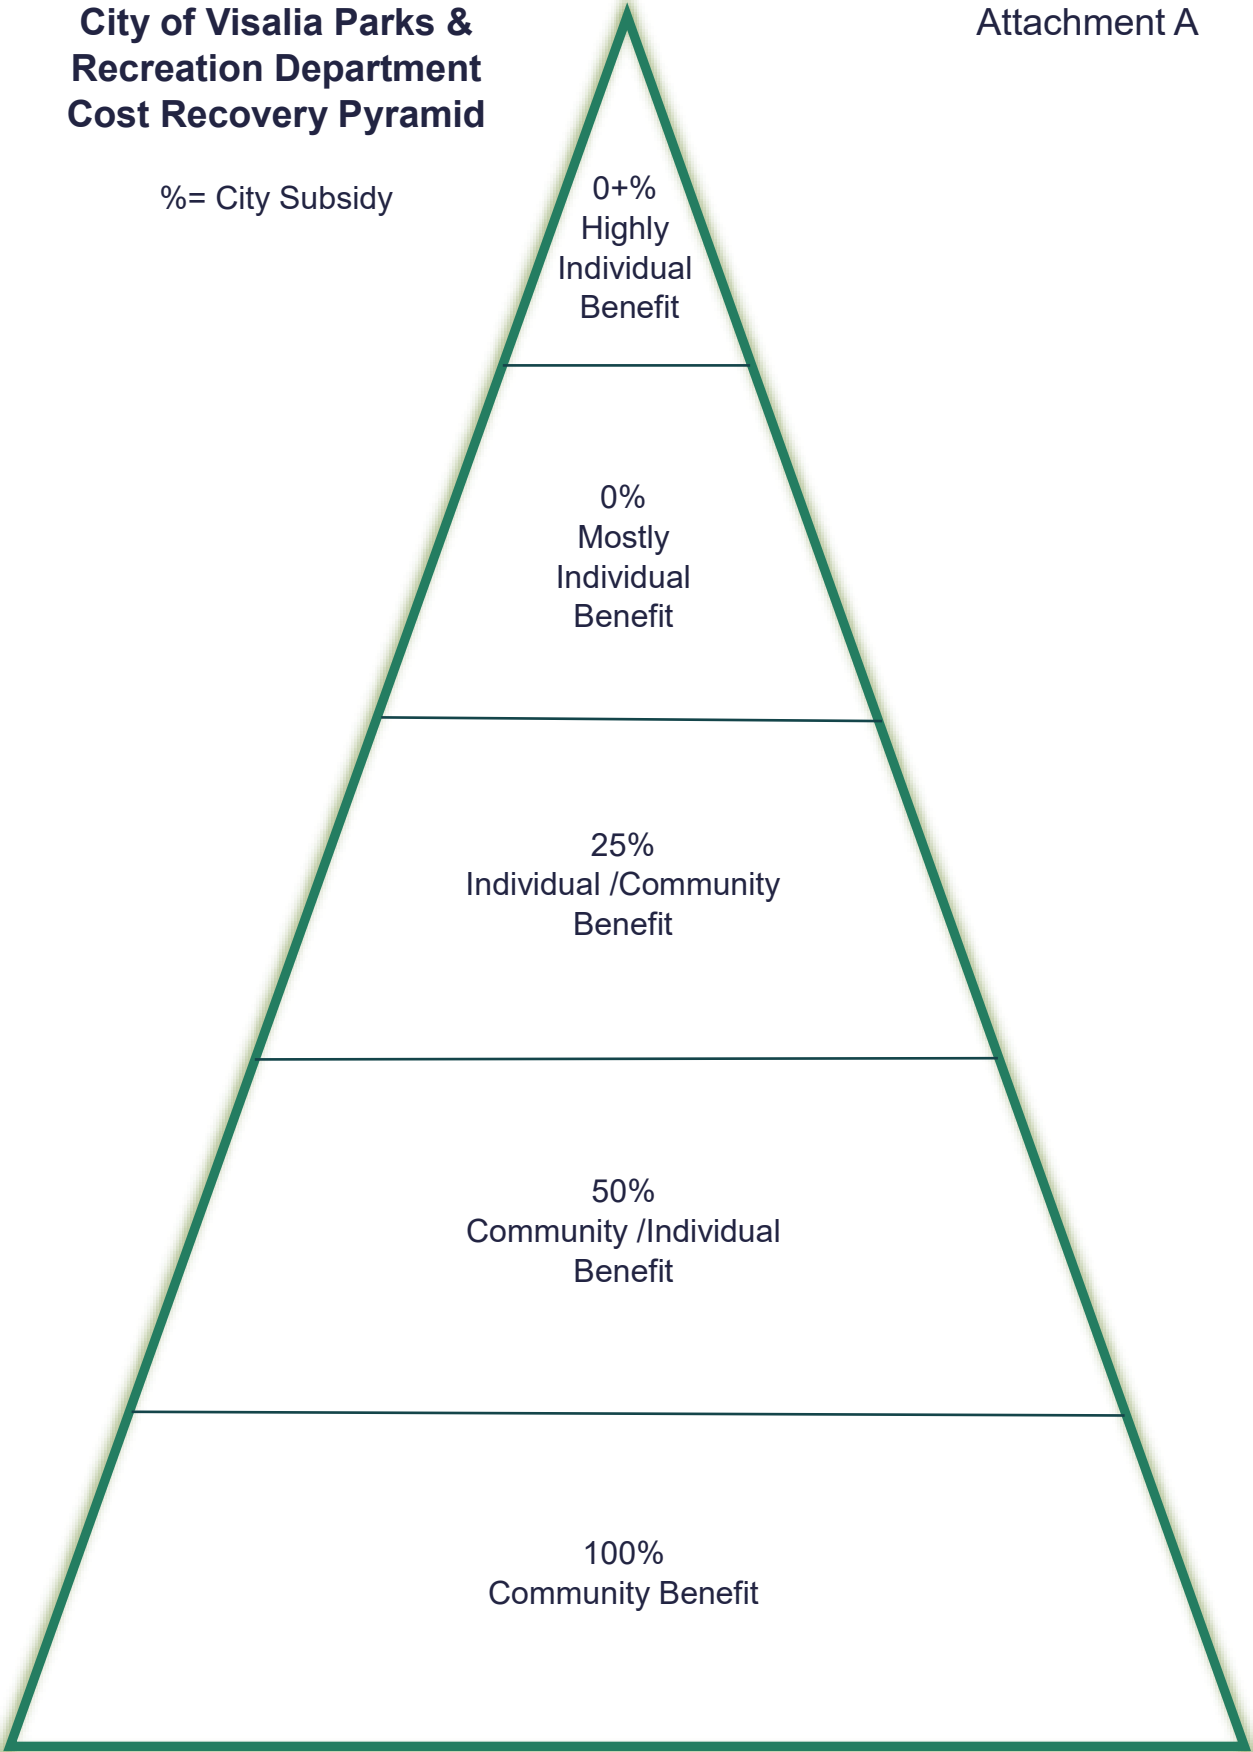 City of Visalia Parks &
Recreation Department
Cost Recovery Pyramid
Attachment A
%= City Subsidy
0+%
Highly
Individual
Benefit
0%
Mostly
Individual
Benefit
25%
Individual /Community
Benefit
50%
Community /Individual
Benefit
100%
Community Benefit